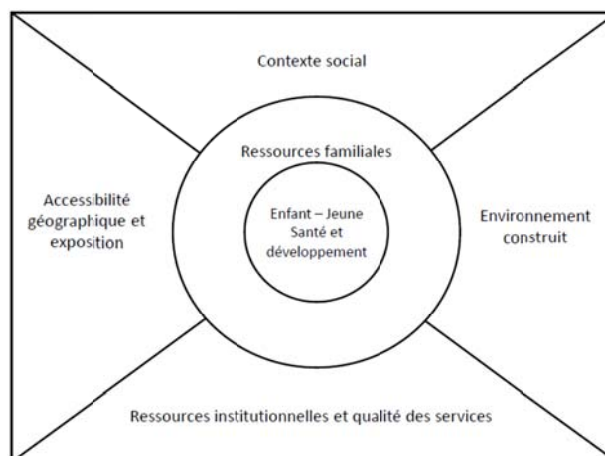 Contexte social
Ressources familiales
Accessibilité
géographique et
exposition
Enfant – Jeune
Santé et
développement
Environnement
construit
Ressources institutionnelles et qualité des services